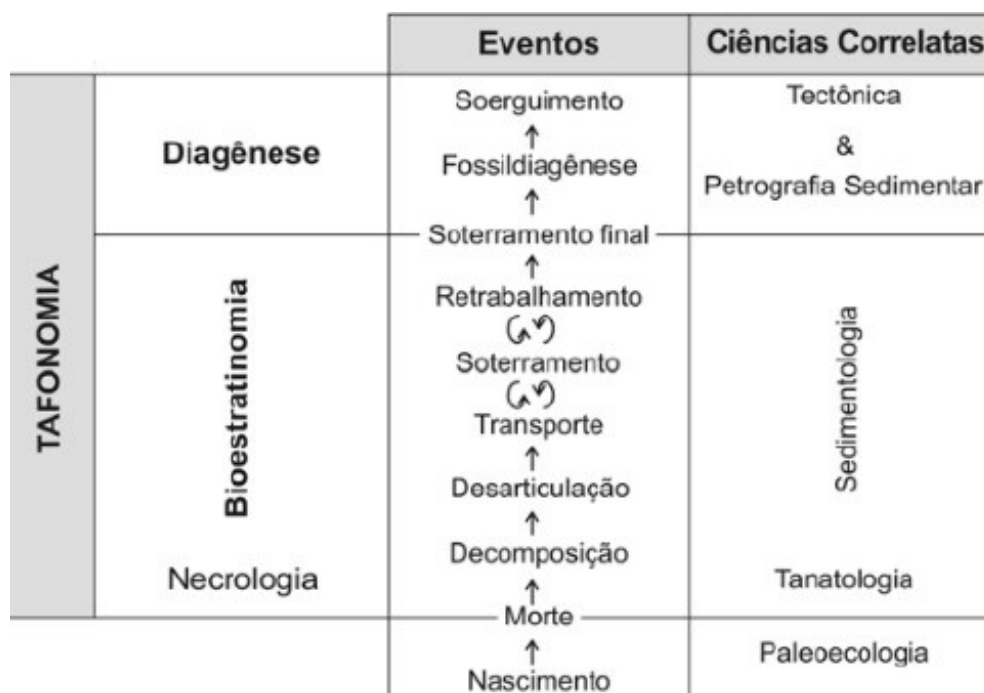 Eventos
Ciências Correlatas
TAFONOMIA
Diagênese
Soerguimento
Fossildiagênese
Tectônica
&
Petrografia Sedimentar
Soterramento final
Bioestratinomia
Necrologia
Retrabalhamento
Soterramento
Transporte
Desarticulação
Decomposição
Morte
Nascimento
Sedimentologia
Tanatologia
Paleoecologia